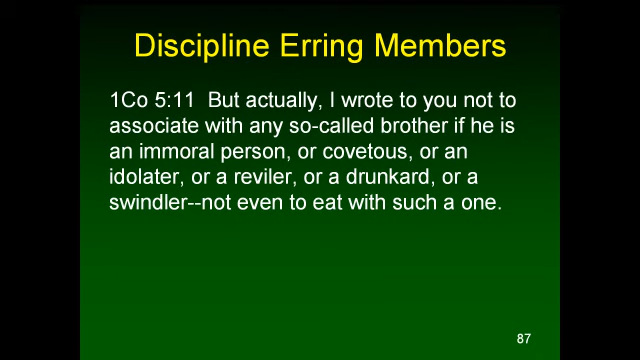 Discipline Erring Members
1Co 5:11  But actually, I wrote to you not to
associate with any so-called brother if he is
an immoral person, or covetous, or an
idolater, or a reviler, or a drunkard, or a
swindler--not even to eat with such a one.
87